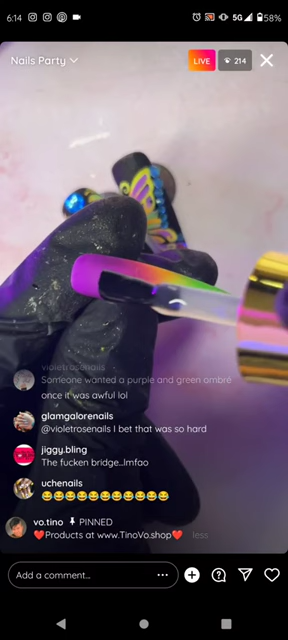 6:14
5G 58%
Nails Party
LIVE
214
violetrosenails
Someone wanted a purple and green ombré
once it was awful lol
glamgalorenails
@violetrosenails I bet that was so hard
jiggy.bling
The fucken bridge...lmfao
uchenails
😂😂😂😂😂😂😂😂😂😂😂
vo.tino 📌 PINNED
❤️Products at www.TinoVo.shop❤️ less
Add a comment...